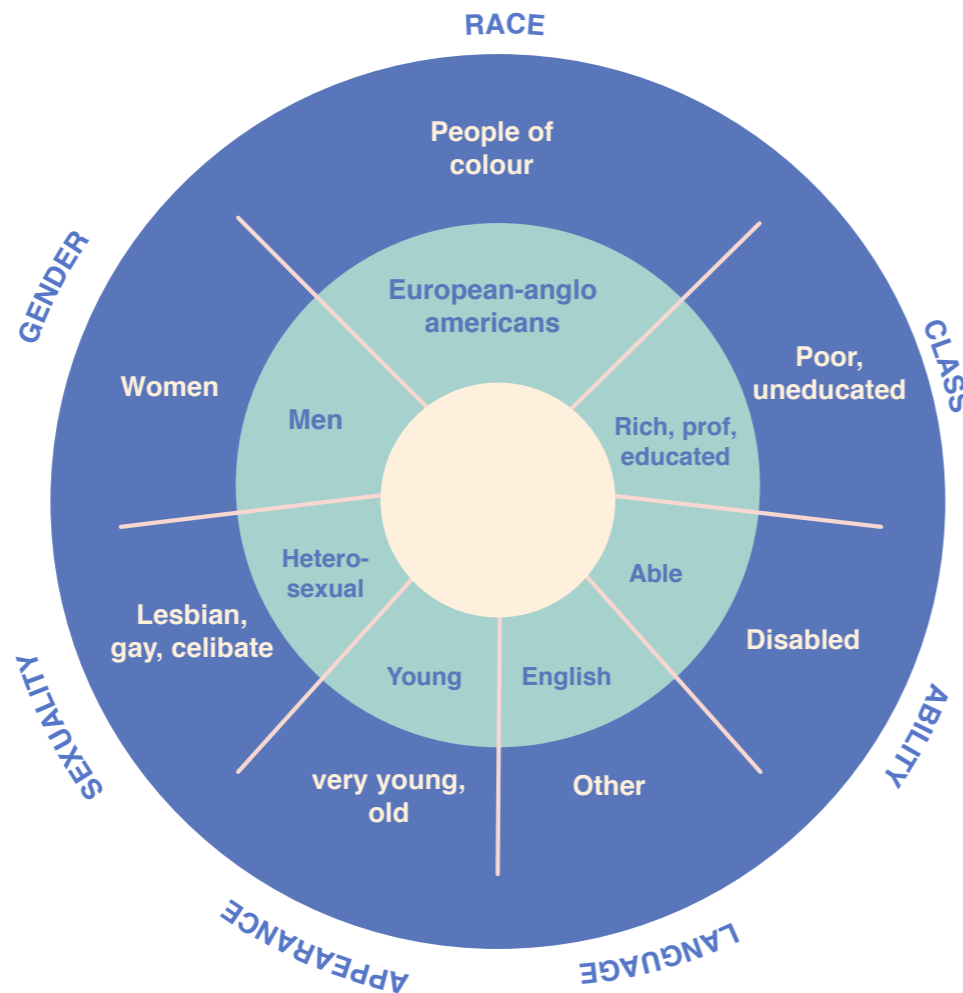 RACE
People of
colour
European-anglo
americans
GENDER
Women
Men
CLASS
Poor,
uneducated
Rich, prof,
educated
Hetero-
sexual
Lesbian,
gay, celibate
SEXUALITY
Able
Disabled
ABILITY
Young
very young,
old
APPEARANCE
English
Other
LANGUAGE